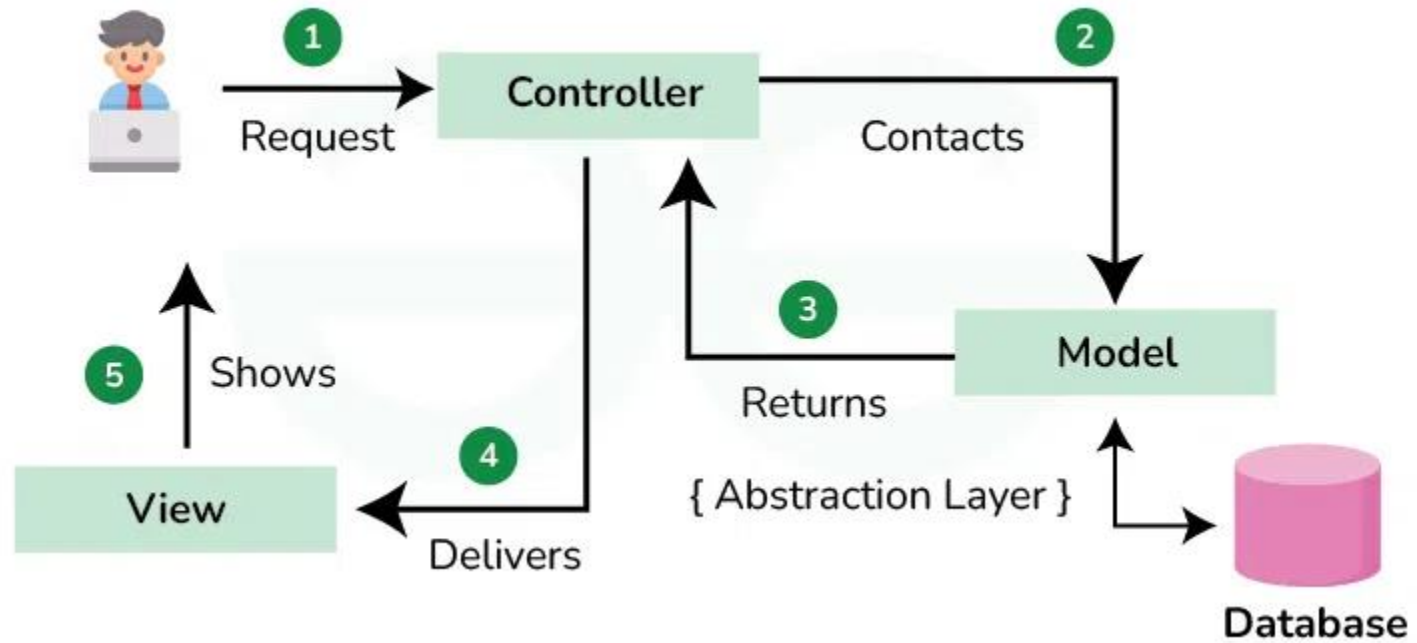 1
2
Controller
Request
Contacts
3
Model
5
Shows
Returns
4
{ Abstraction Layer }
View
Delivers
Database